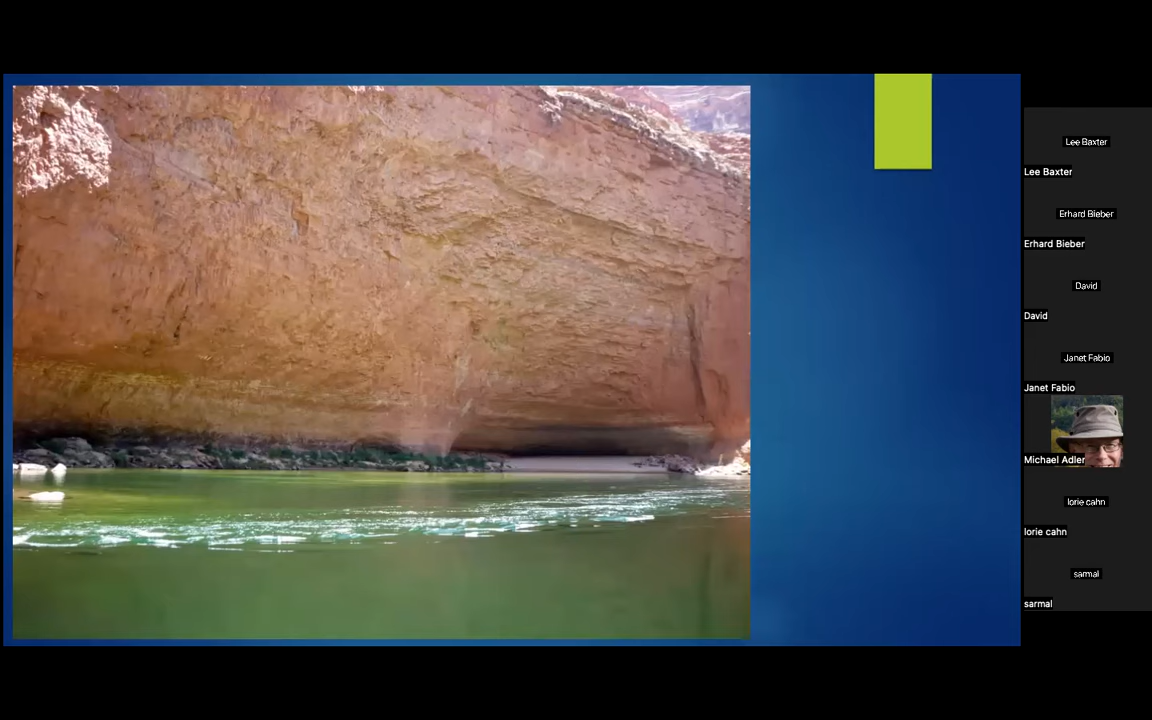 Lee Baxter
Lee Baxter
Erhard Bieber
Erhard Bieber
David
David
Janet Fabio
Janet Fabio
Michael Adler
lorie cahn
lorie cahn
sarmal
sarmal